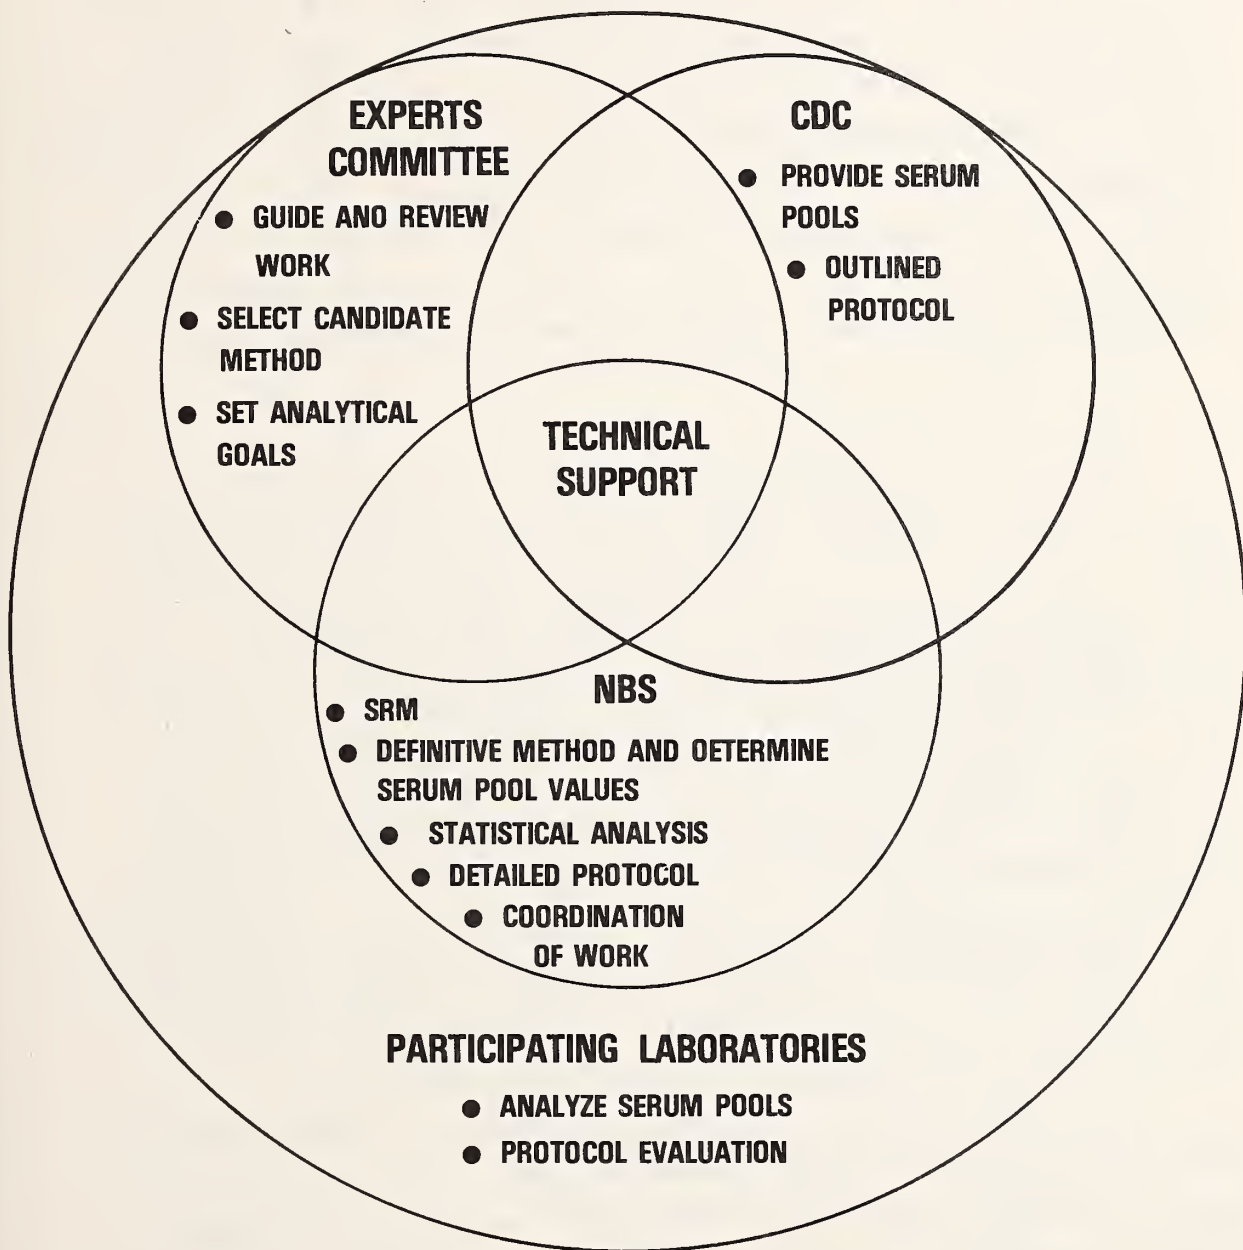 EXPERTS
COMMITTEE
● GUIDE ANO REVIEW
WORK
● SELECT CANDIDATE
METHOD
● SET ANALYTICAL
GOALS
CDC
● PROVIDE SERUM
POOLS
● OUTLINED
PROTOCOL
TECHNICAL
SUPPORT
NBS
● SRM
● DEFINITIVE METHOD AND OETERMINE
SERUM POOL VALUES
● STATISTICAL ANALYSIS
● DETAILED PROTOCOL
● COORDINATION
OF WORK
PARTICIPATING LABORATORIES
● ANALYZE SERUM POOLS
● PROTOCOL EVALUATION